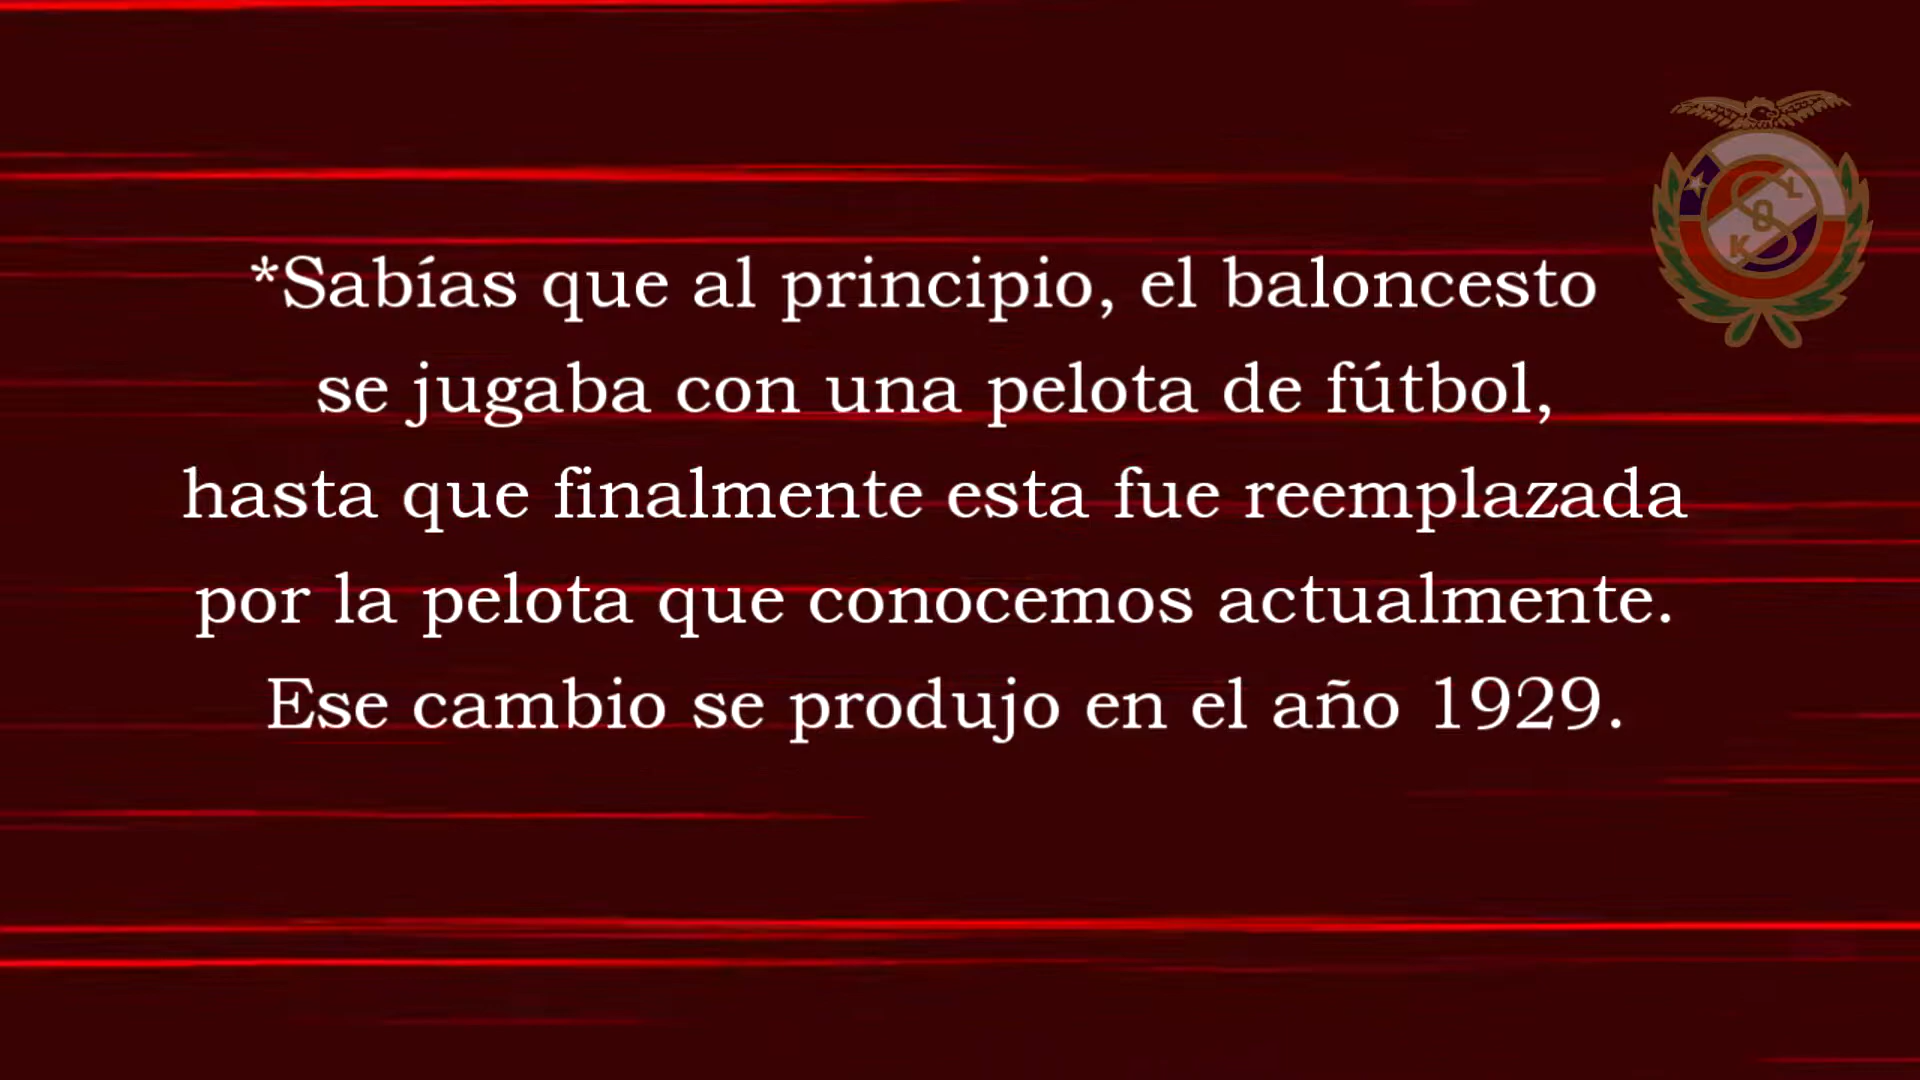 *Sabías que al principio, el baloncesto
se jugaba con una pelota de fútbol,
hasta que finalmente esta fue reemplazada
por la pelota que conocemos actualmente.
Ese cambio se produjo en el año 1929.
L
O
K
S